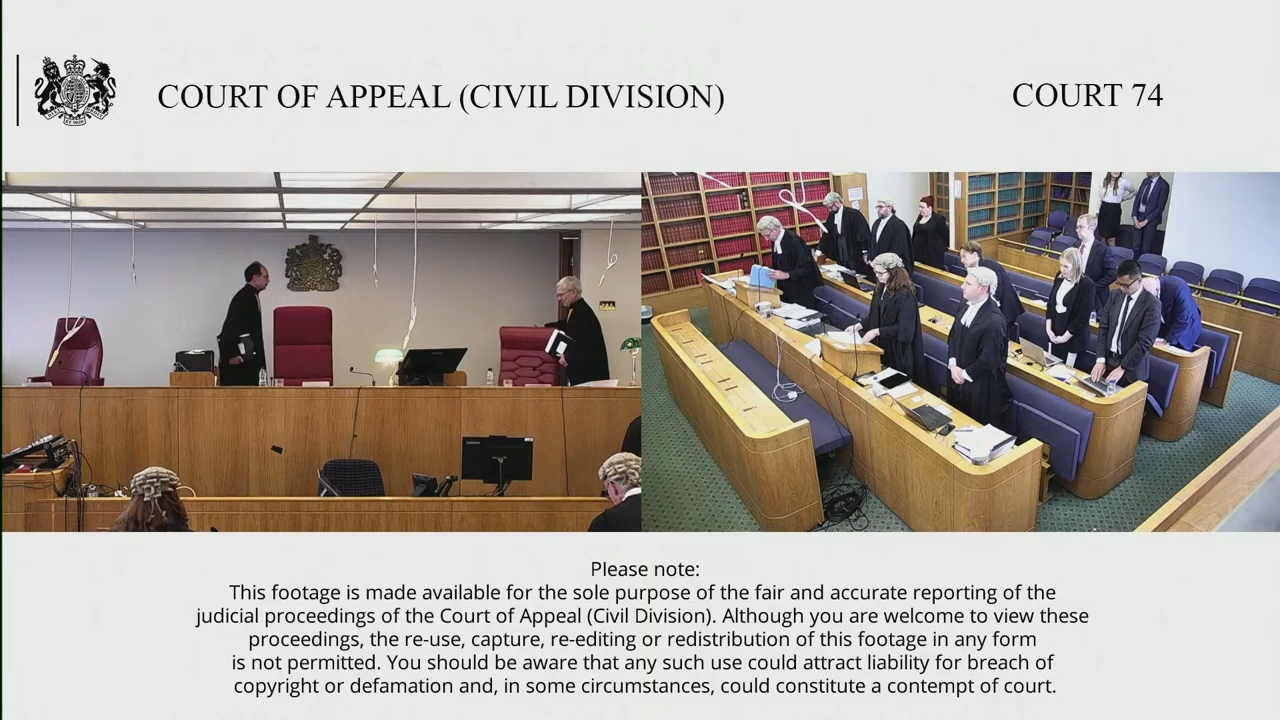 COURT OF APPEAL (CIVIL DIVISION)
COURT 74
Please note:
This footage is made available for the sole purpose of the fair and accurate reporting of the
judicial proceedings of the Court of Appeal (Civil Division). Although you are welcome to view these
proceedings, the re-use, capture, re-editing or redistribution of this footage in any form
is not permitted. You should be aware that any such use could attract liability for breach of
copyright or defamation and, in some circumstances, could constitute a contempt of court.